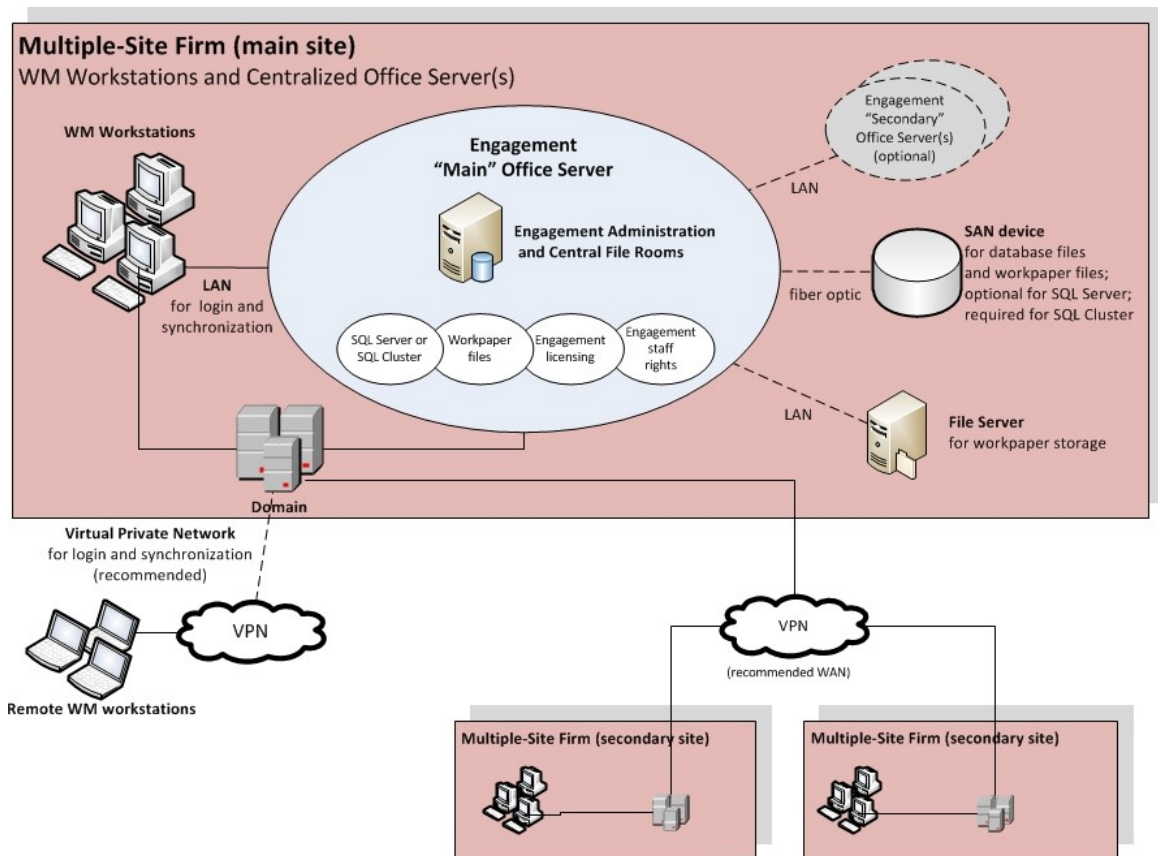 Multiple-Site Firm (main site)
WM Workstations and Centralized Office Server(s)
WM Workstations
LAN
for login and
synchronization
Engagement
“Main” Office Server
Engagement Administration
and Central File Rooms
SQL Server or
SQL Cluster
Workpaper
files
Engagement
licensing
Engagement
staff
rights
Engagement
“Secondary”
Office Server(s)
(optional)
LAN
SAN device
for database files
and workpaper files;
optional for SQL Server;
required for SQL Cluster
fiber optic
LAN
File Server
for workpaper storage
Domain
Virtual Private Network
for login and synchronization
(recommended)
VPN
Remote WM workstations
VPN
(recommended WAN)
Multiple-Site Firm (secondary site)
Multiple-Site Firm (secondary site)